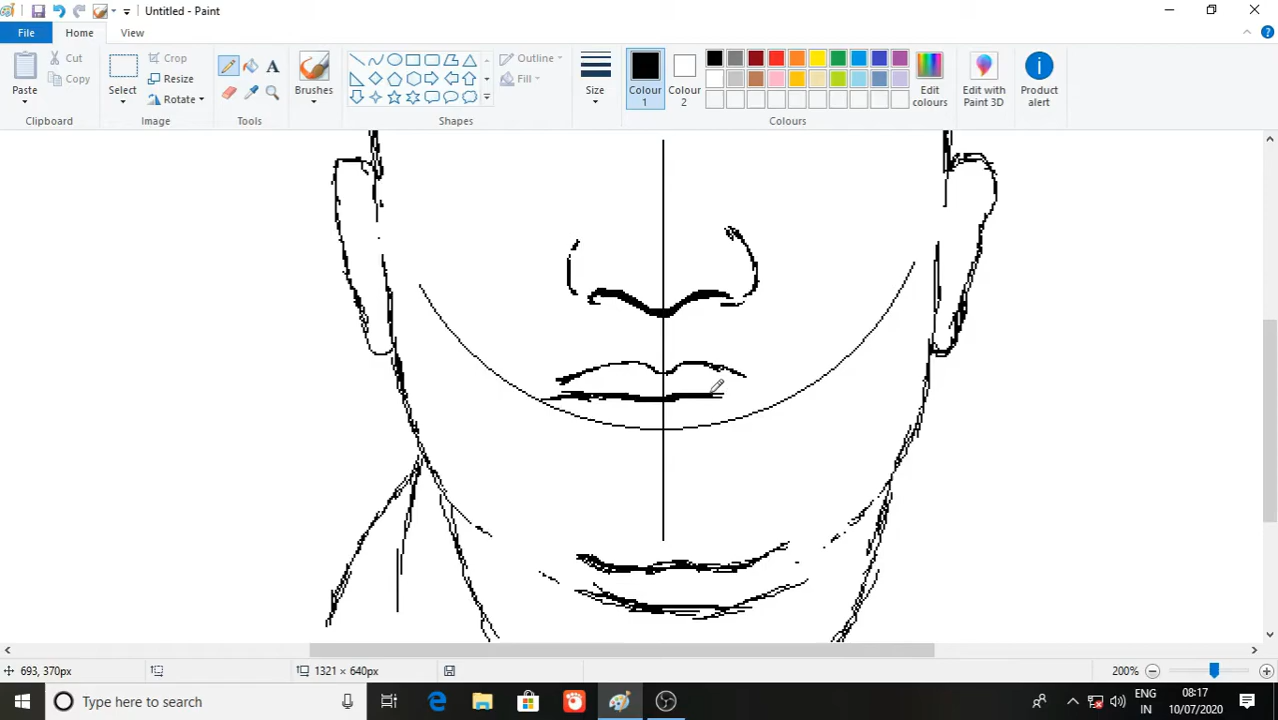 Untitled - Paint
File
Home
View
Paste
Cut
Copy
Clipboard
Select
Crop
Resize
Rotate
Image
A
Tools
Brushes
Shapes
Outline
Fill
Size
Colour
1
Colour
2
Edit
colours
Colours
Edit with
Paint 3D
Product
alert
693, 370px
1321 × 640px
200%
Type here to search
ENG
IN
08:17
10/07/2020